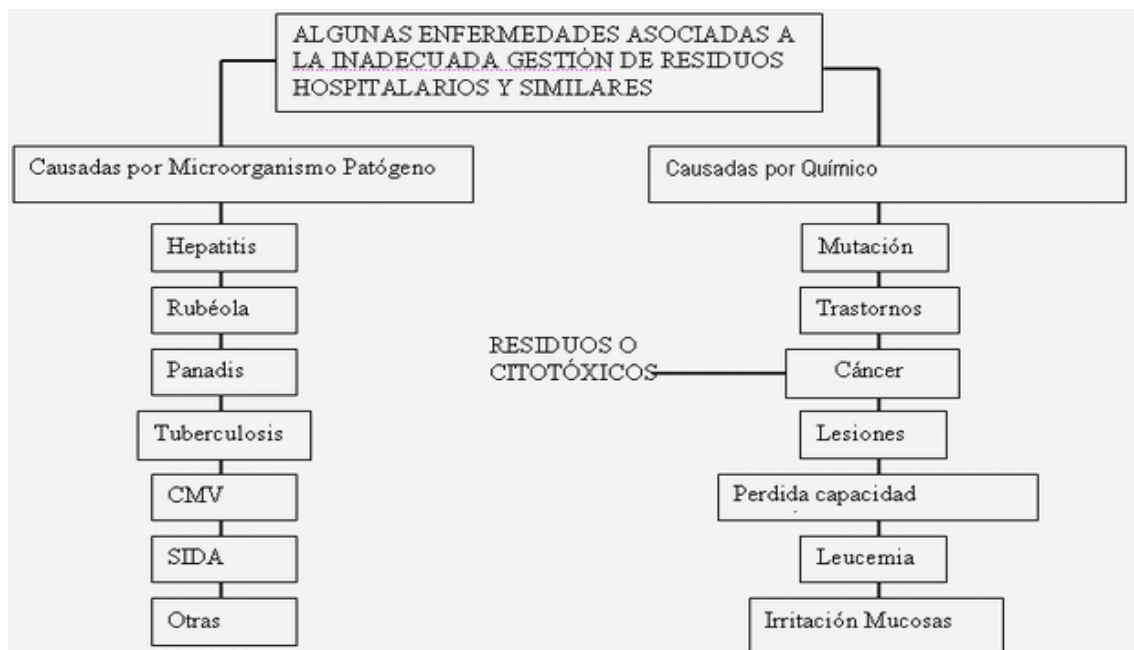 ALGUNAS ENFERMEDADES ASOCIADAS A
LA INADECUADA GESTIÓN DE RESIDUOS
HOSPITALARIOS Y SIMILARES
Causadas por Microorganismo Patógeno
Hepatitis
Rubéola
Panadis
Tuberculosis
CMV
SIDA
Otras
Causadas por Químico
Mutación
Trastornos
RESIDUOS O
CITOTÓXICOS
Cáncer
Lesiones
Perdida capacidad
Leucemia
Irritación Mucosas